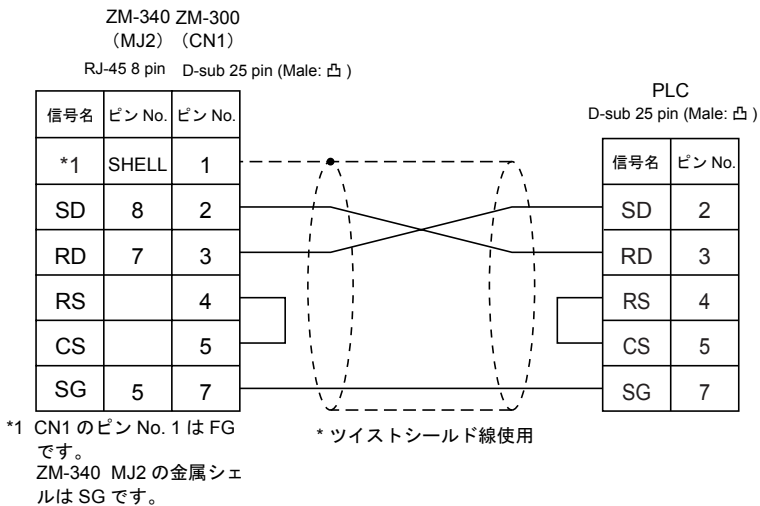 ZM-340 ZM-300
（MJ2） （CN1）
RJ-45 8 pin D-sub 25 pin (Male: 凸 )
信号名 ピン No. ピン No.
*1 SHELL 1
SD 8 2
RD 7 3
RS 4
CS 5
SG 5 7
PLC
D-sub 25 pin (Male: 凸 )
信号名 ピン No.
SD 2
RD 3
RS 4
CS 5
SG 7
*1 CN1 のピン No. 1 は FG
です。
ZM-340 MJ2 の金属シェ
ルは SG です。
* ツイストシールド線使用